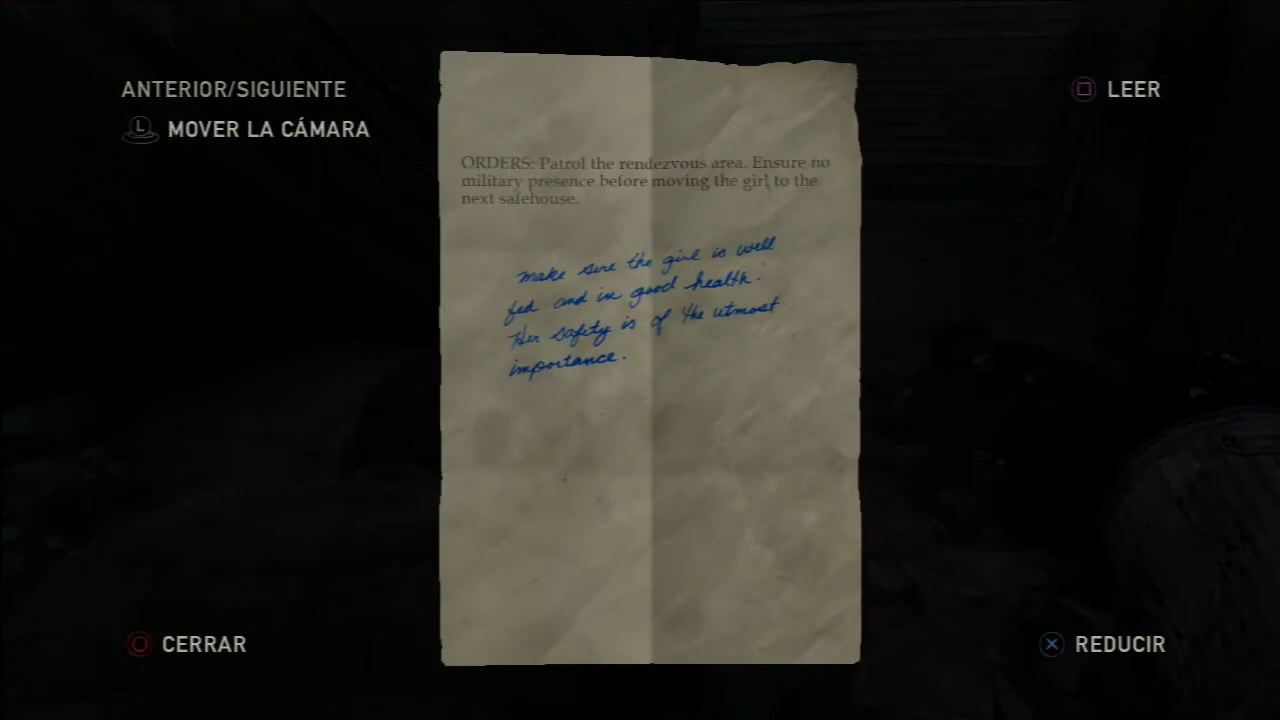 ANTERIOR/SIGUIENTE
L MOVER LA CÁMARA
LEER
ORDERS: Patrol the rendezvous area. Ensure no
military presence before moving the girl to the
next safehouse.
make sure the girl is well
fed and in good health.
Her safety is of the utmost
importance.
CERRAR
REDUCIR